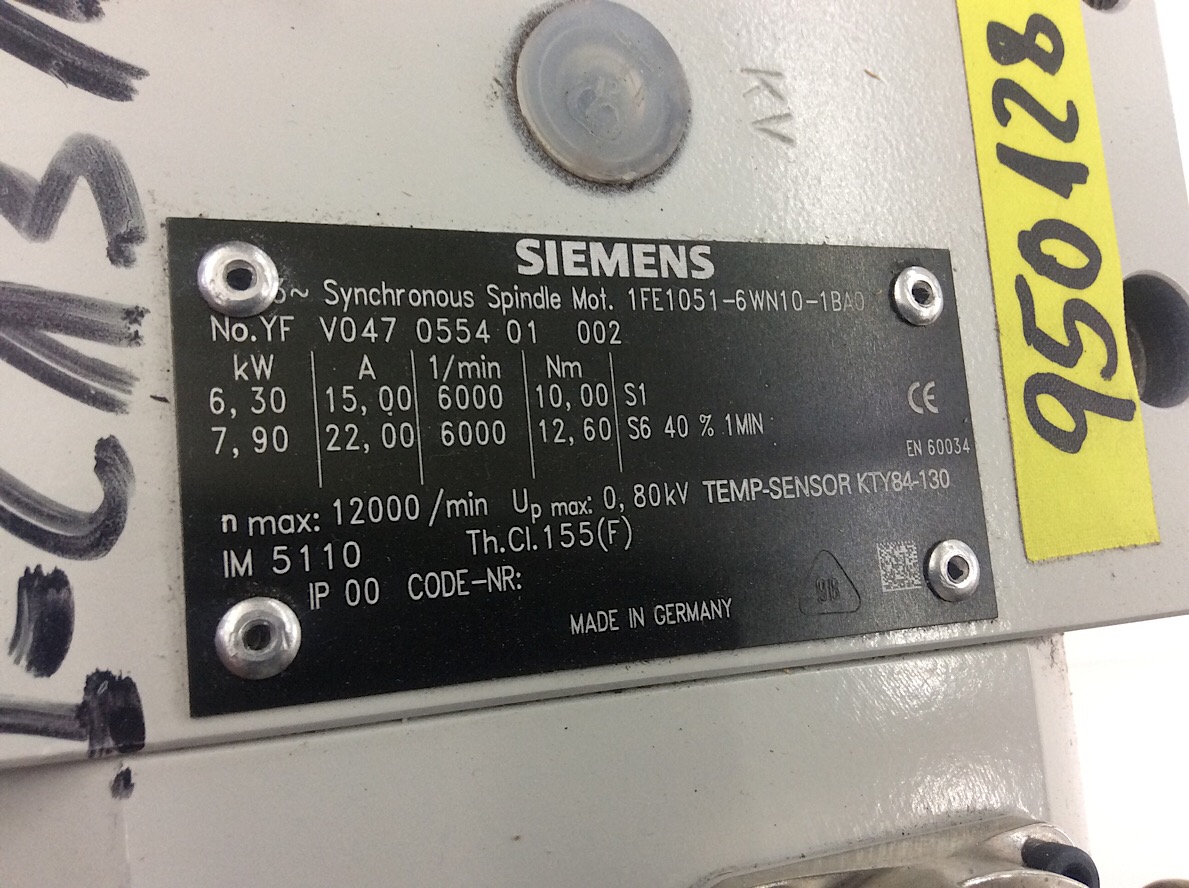 KV
950128
SIEMENS
3~ Synchronous Spindle Mot. 1FE1051-6WN10-1BA0
No.YF V047 0554 01 002
kW A 1/min Nm
6,30 15,00 6000 10,00 S1
7,90 22,00 6000 12,60 S6 40 % 1MIN
CE
EN 60034
n max: 12000/min Up max: 0,80kV TEMP-SENSOR KTY84-130
IM 5110 Th.Cl.155(F)
IP 00 CODE-NR:
MADE IN GERMANY